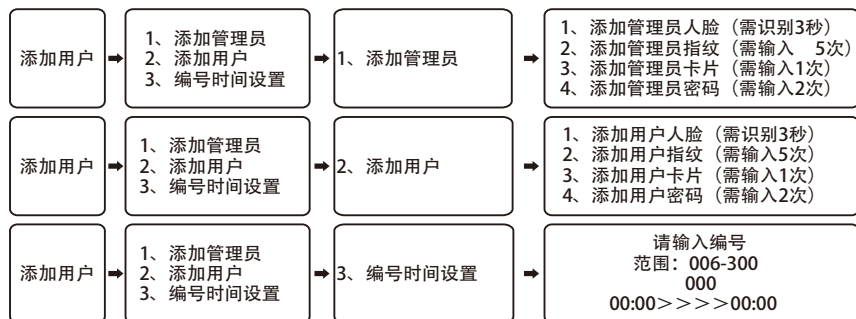 添加用户
1、添加管理员
2、添加用户
3、编号时间设置
1、添加管理员
1、添加管理员人脸（需识别3秒）
2、添加管理员指纹（需输入 5次）
3、添加管理员卡片（需输入1次）
4、添加管理员密码（需输入2次）
添加用户
1、添加管理员
2、添加用户
3、编号时间设置
2、添加用户
1、添加用户人脸（需识别3秒）
2、添加用户指纹（需输入5次）
3、添加用户卡片（需输入1次）
4、添加用户密码（需输入2次）
添加用户
1、添加管理员
2、添加用户
3、编号时间设置
3、编号时间设置
请输入编号
范围：006-300
000
00:00＞＞＞＞00:00